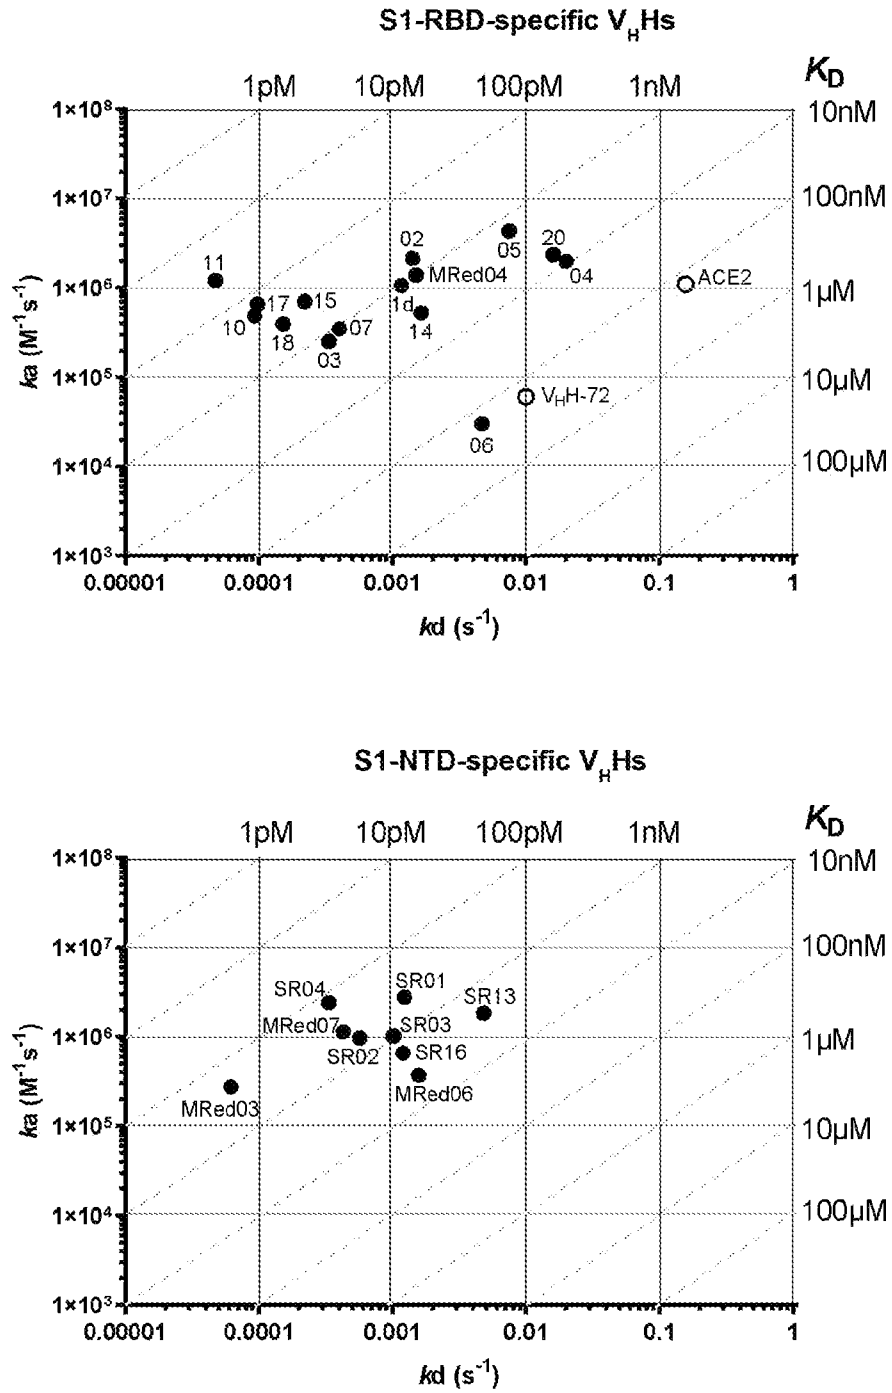 S1-RBD-specific VHHs
1pM 10pM 100pM 1nM KD
1×10⁸ 10nM
1×10⁷ 100nM
02 05 20
11 MRed04 04 ACE2
1×10⁶ 1µM
17 15 1d
10 18 07 14
03
1×10⁵ 10µM
VHH-72
06
1×10⁴ 100µM
1×10³
ka (M⁻¹s⁻¹)
0.00001 0.0001 0.001 0.01 0.1 1
kd (s⁻¹)
S1-NTD-specific VHHs
1pM 10pM 100pM 1nM KD
1×10⁸ 10nM
1×10⁷ 100nM
SR04 SR01 SR13
MRed07 SR03
1×10⁶ 1µM
SR02 SR16
MRed03 MRed06
1×10⁵ 10µM
1×10⁴ 100µM
1×10³
ka (M⁻¹s⁻¹)
0.00001 0.0001 0.001 0.01 0.1 1
kd (s⁻¹)